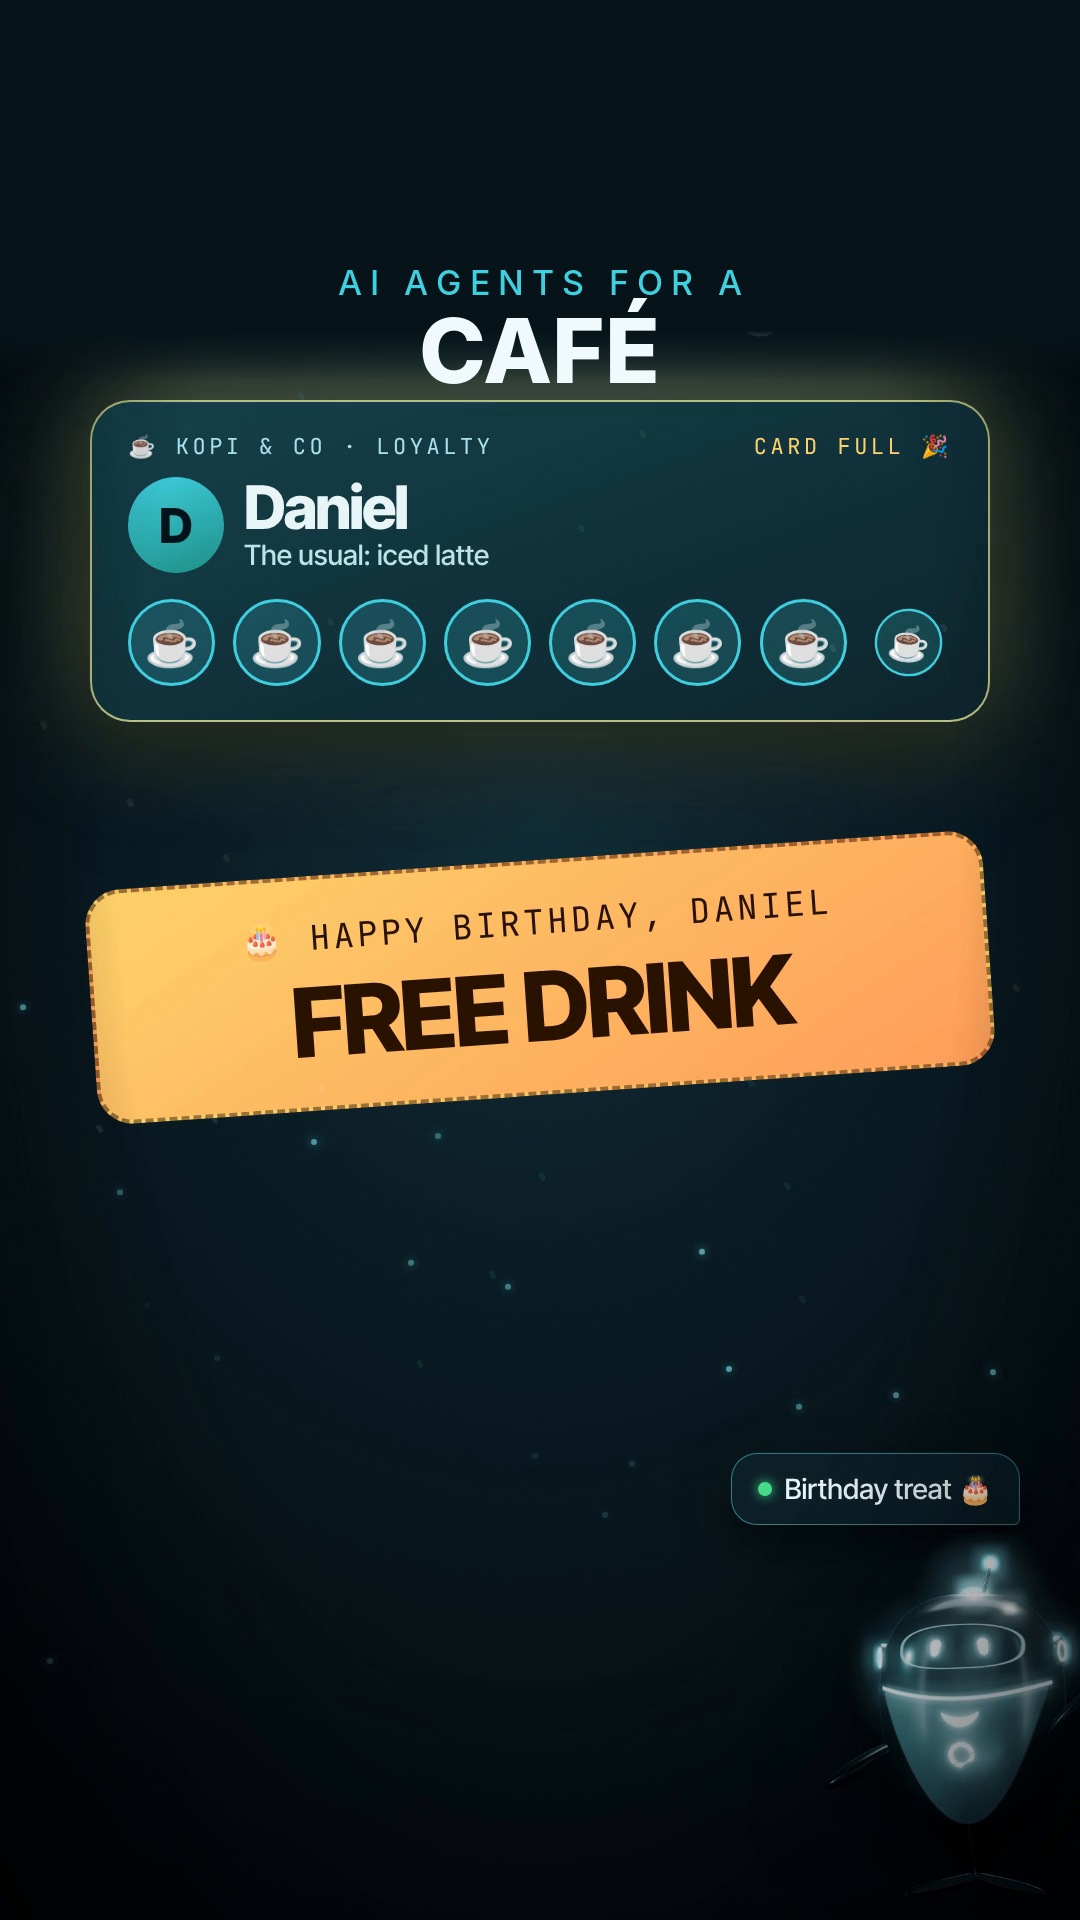 AI AGENTS FOR A
CAFÉ
☕ KOPI & CO · LOYALTY
CARD FULL 🎉
D
Daniel
The usual: iced latte
🎂 HAPPY BIRTHDAY, DANIEL
FREE DRINK
Birthday treat 🎂